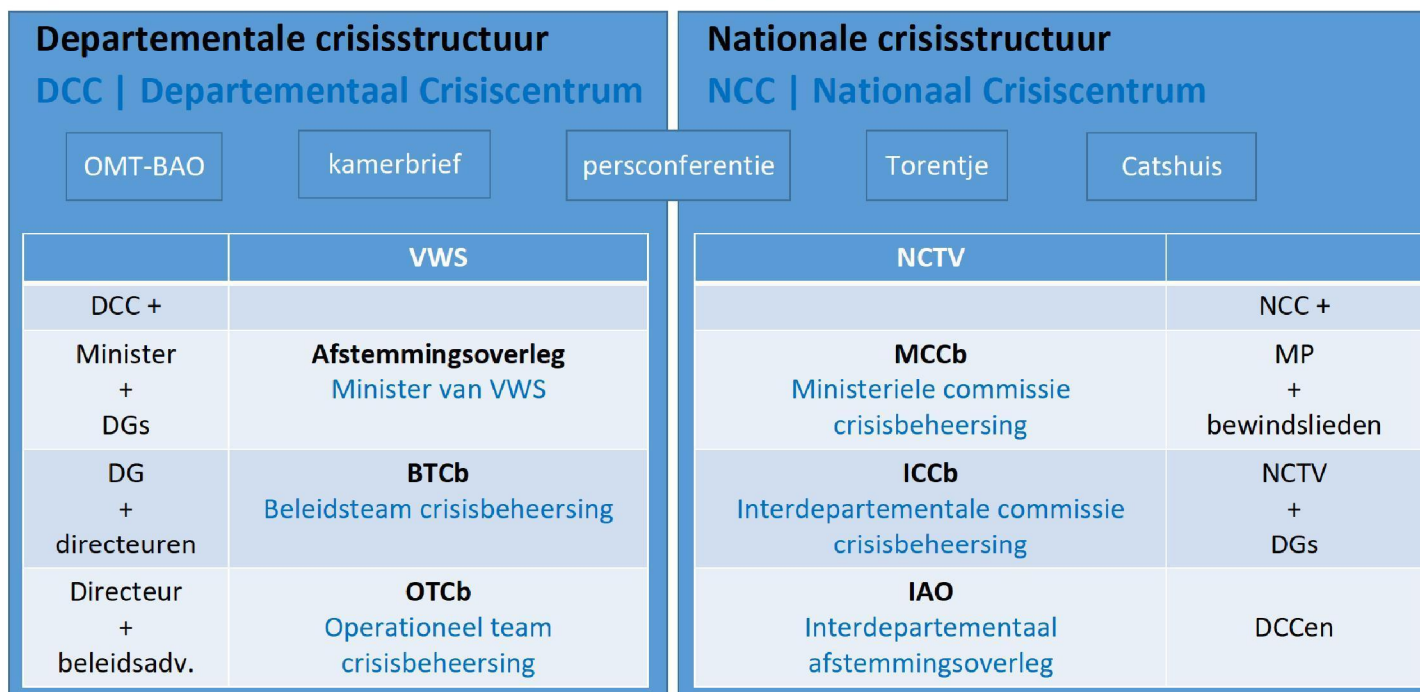 Departementale crisisstructuur
DCC | Departementaal Crisiscentrum
Nationale crisisstructuur
NCC | Nationaal Crisiscentrum
OMT-BAO
kamerbrief
persconferentie
Torentje
Catshuis
VWS
DCC +
Minister
+
DGs
Afstemmingsoverleg
Minister van VWS
DG
+
directeuren
BTCb
Beleidsteam crisisbeheersing
Directeur
+
beleidsadv.
OTCb
Operationeel team
crisisbeheersing
NCTV
NCC +
MCCb
Ministeriele commissie
crisisbeheersing
MP
+
bewindslieden
ICCb
Interdepartementale commissie
crisisbeheersing
NCTV
+
DGs
IAO
Interdepartementaal
afstemmingsoverleg
DCCen